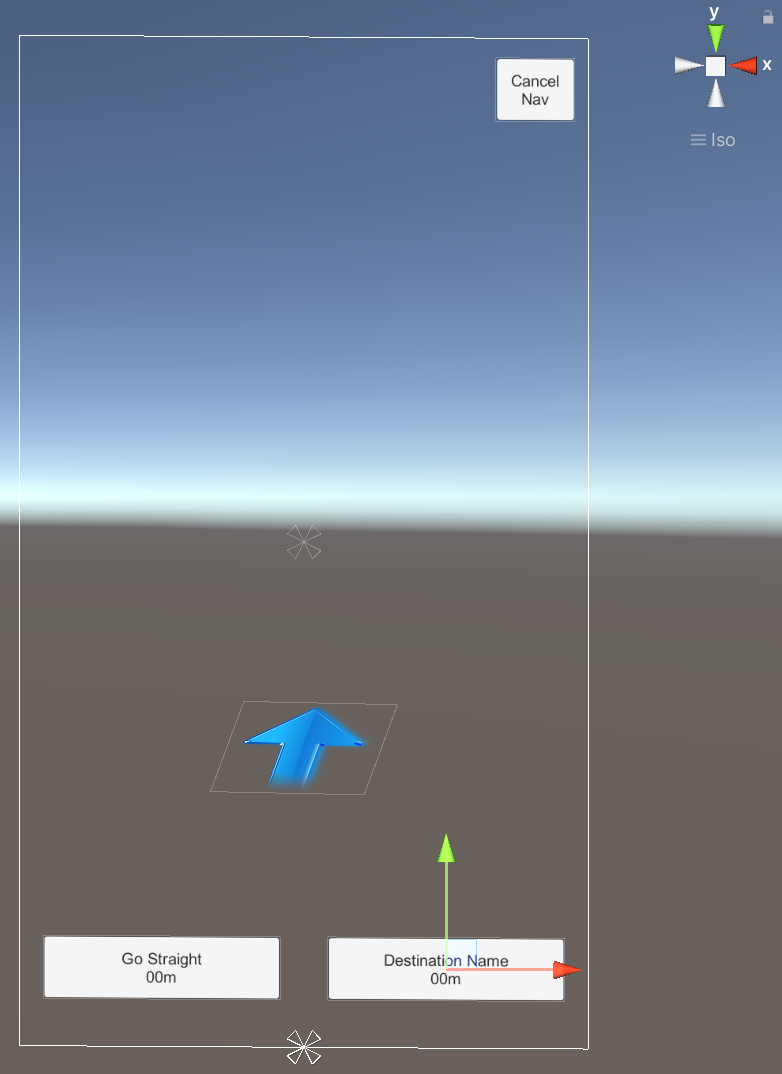 y
x
Iso
Cancel
Nav
Go Straight
00m
Destination Name
00m